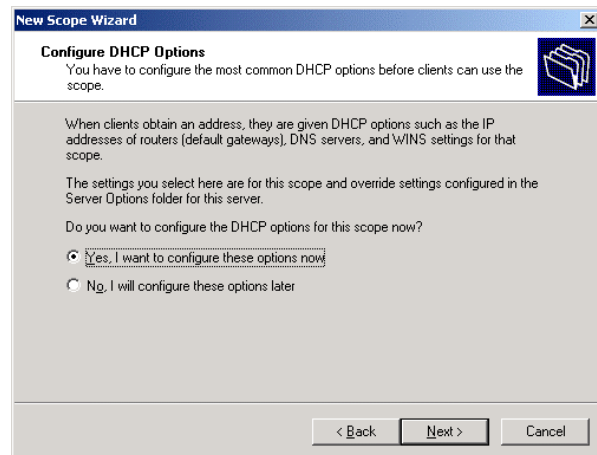 New Scope Wizard
Configure DHCP Options
You have to configure the most common DHCP options before clients can use the
scope.
When clients obtain an address, they are given DHCP options such as the IP
addresses of routers (default gateways), DNS servers, and WINS settings for that
scope.
The settings you select here are for this scope and override settings configured in the
Server Options folder for this server.
Do you want to configure the DHCP options for this scope now?
Yes, I want to configure these options now
No, I will configure these options later
< Back Next > Cancel